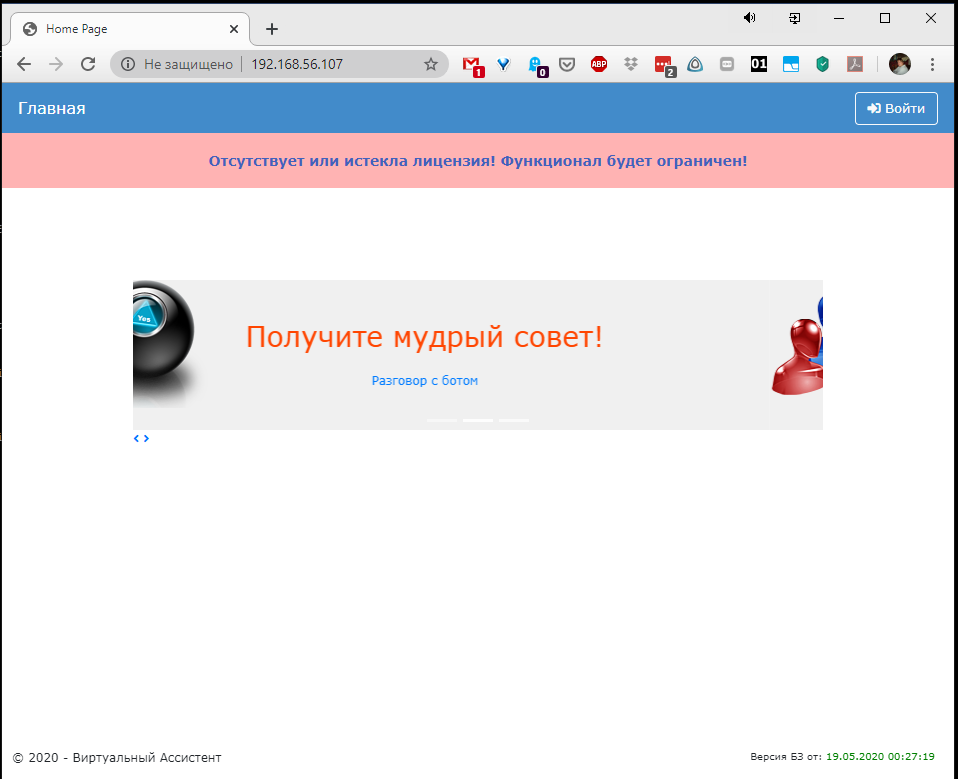 Home Page
Не защищено 192.168.56.107
1
0
ABP
2
01
Главная
Войти
Отсутствует или истекла лицензия! Функционал будет ограничен!
Yes
Получите мудрый совет!
Разговор с ботом
© 2020 - Виртуальный Ассистент
Версия БЗ от: 19.05.2020 00:27:19